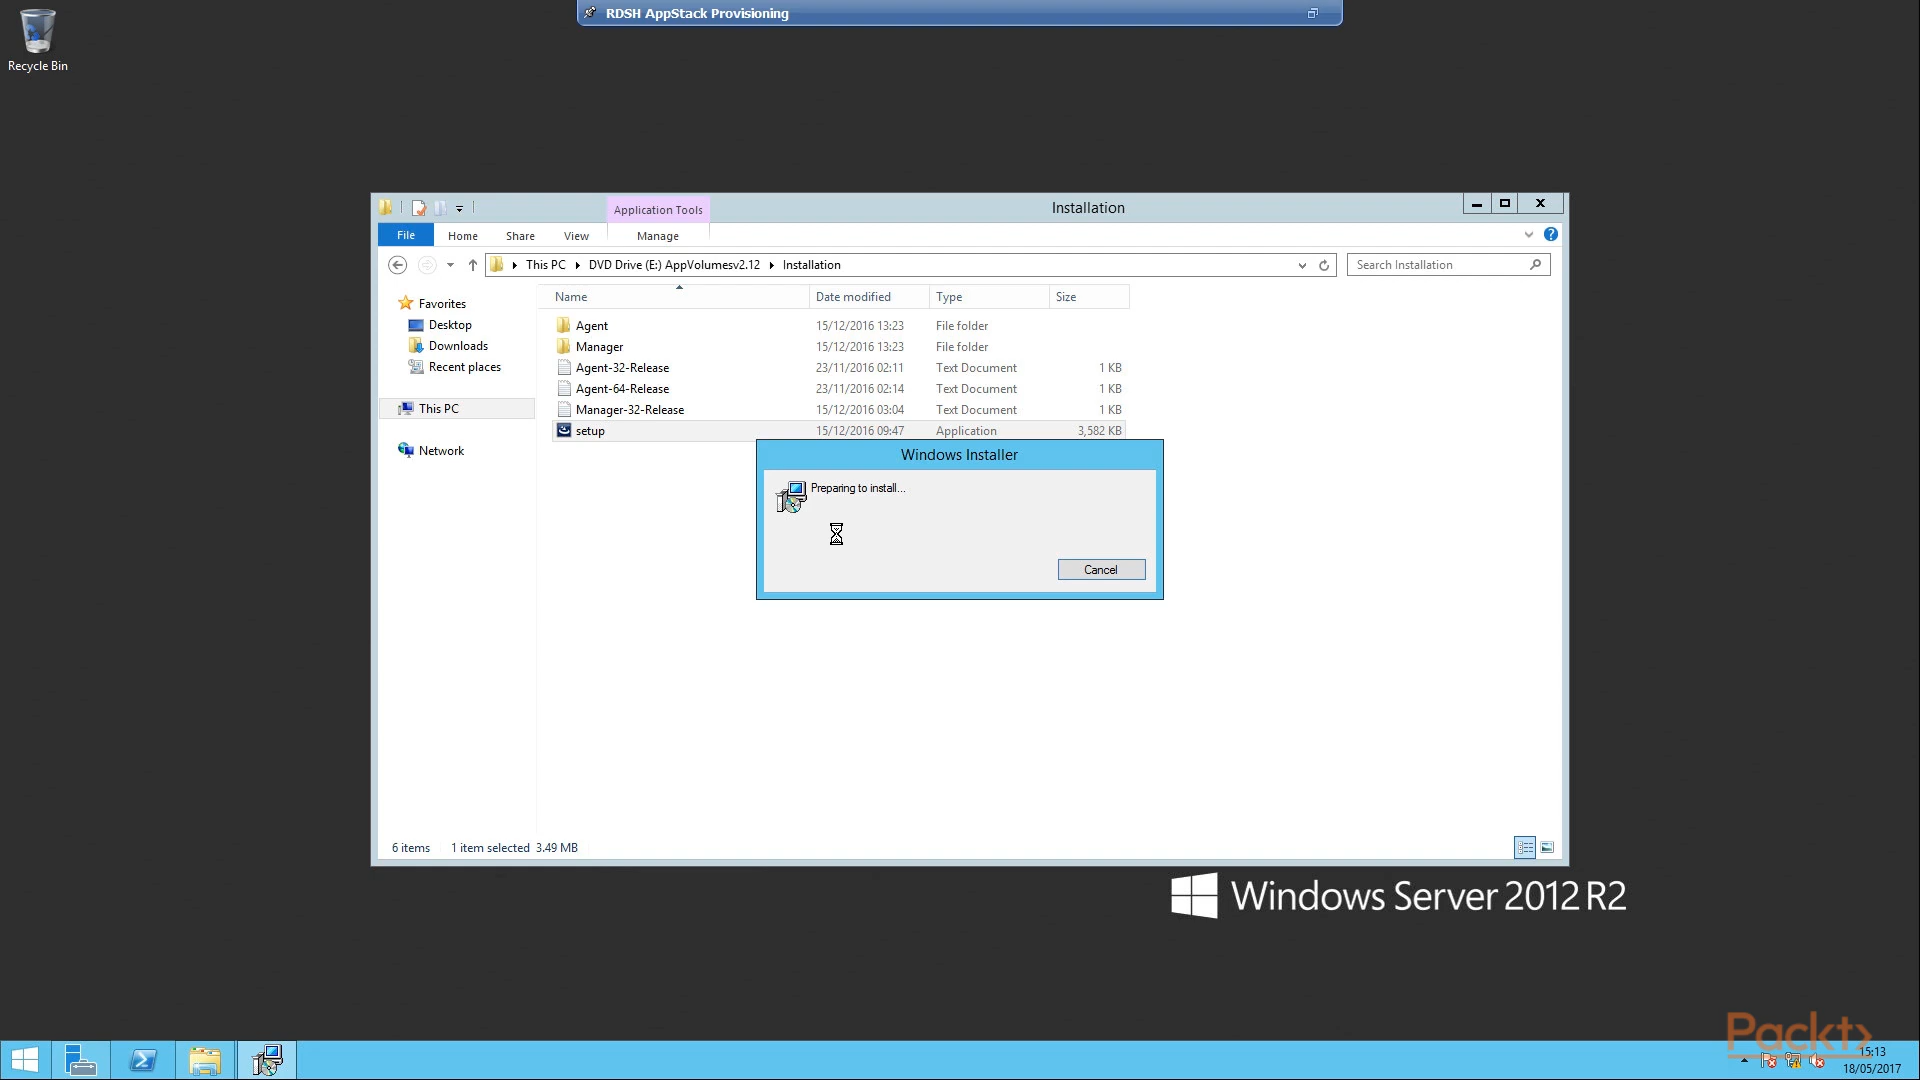 RDSH AppStack Provisioning
Recycle Bin
Application Tools
Installation
File
Home
Share
View
Manage
This PC
DVD Drive (E:) AppVolumesv2.12
Installation
Search Installation
Name
Date modified
Type
Size
Favorites
Desktop
Downloads
Recent places
This PC
Network
Agent 15/12/2016 13:23 File folder
Manager 15/12/2016 13:23 File folder
Agent-32-Release 23/11/2016 02:11 Text Document 1 KB
Agent-64-Release 23/11/2016 02:14 Text Document 1 KB
Manager-32-Release 15/12/2016 03:04 Text Document 1 KB
setup 15/12/2016 09:47 Application 3,582 KB
Windows Installer
Preparing to install...
Cancel
6 items 1 item selected 3.49 MB
Windows Server 2012 R2
Packt
15:13
18/05/2017